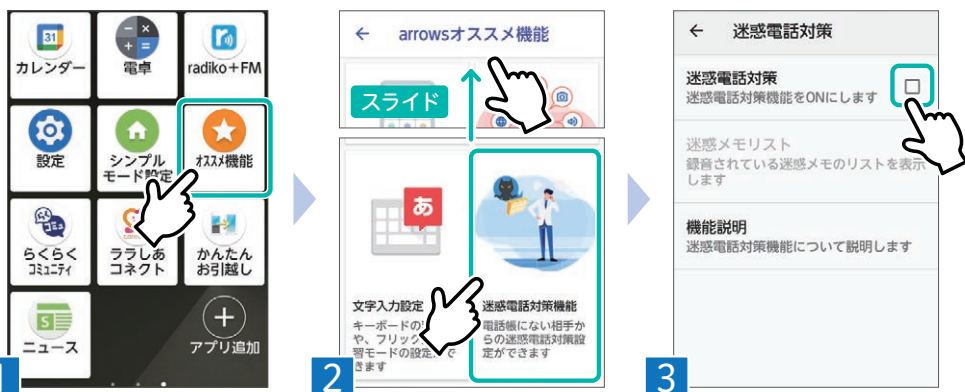 31
カレンダー
電卓
radiko+FM
設定
シンプル
モード設定
オススメ機能
らくらく
コミュニティ
ララしあ
コネクト
かんたん
お引越し
ニュース
アプリ追加
1
← arrowsオススメ機能
スライド
あ
文字入力設定
キーボードの
や、フリック
習モードの設定 で
きます
迷惑電話対策機能
電話帳にない相手か
らの迷惑電話対策設
定ができます
2
← 迷惑電話対策
迷惑電話対策
迷惑電話対策機能をONにします
迷惑メモリスト
録音されている迷惑メモのリストを表示
します
機能説明
迷惑電話対策機能について説明します
3